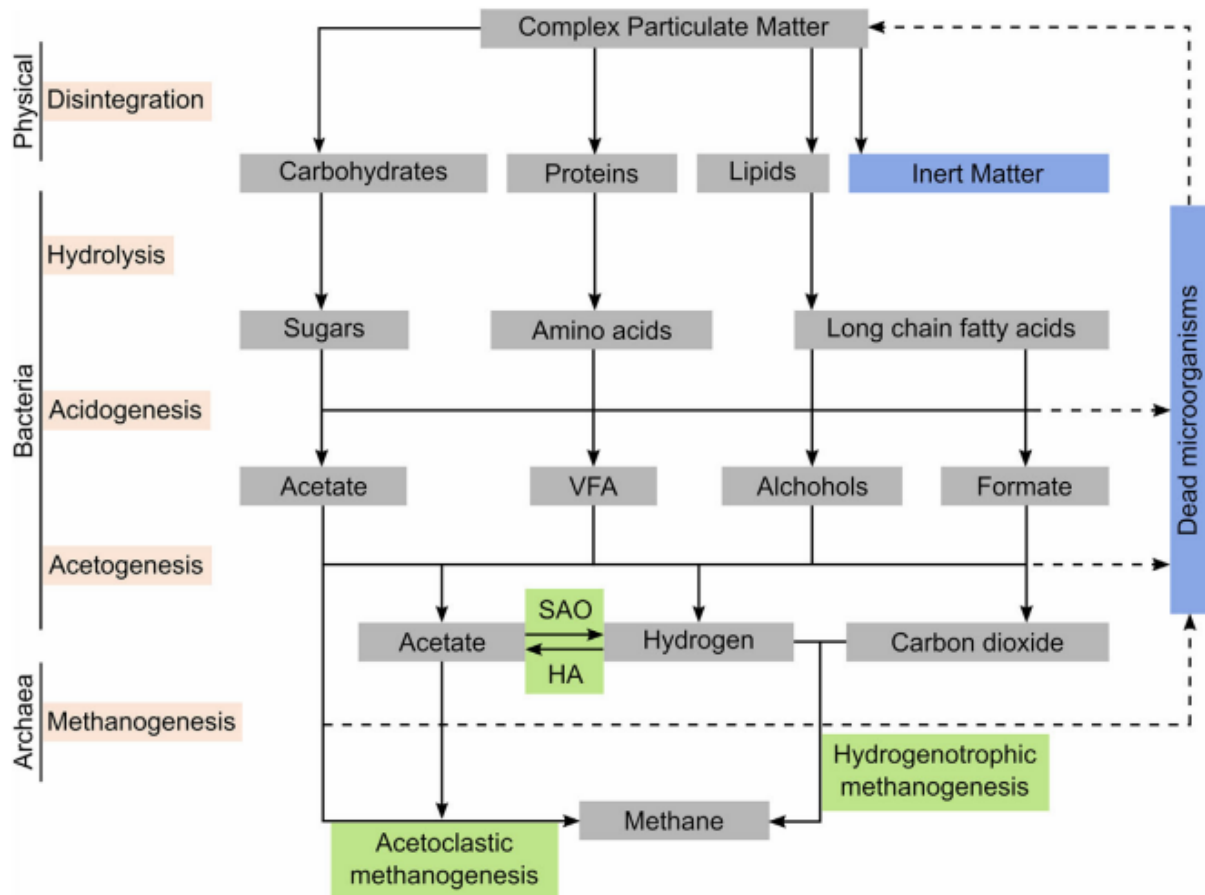 Complex Particulate Matter
Physical
Disintegration
Carbohydrates
Proteins
Lipids
Inert Matter
Bacteria
Hydrolysis
Sugars
Amino acids
Long chain fatty acids
Dead microorganisms
Acidogenesis
Acetate
VFA
Alchohols
Formate
Acetogenesis
SAO
Acetate
Hydrogen
Carbon dioxide
HA
Archaea
Methanogenesis
Hydrogenotrophic
methanogenesis
Methane
Acetoclastic
methanogenesis